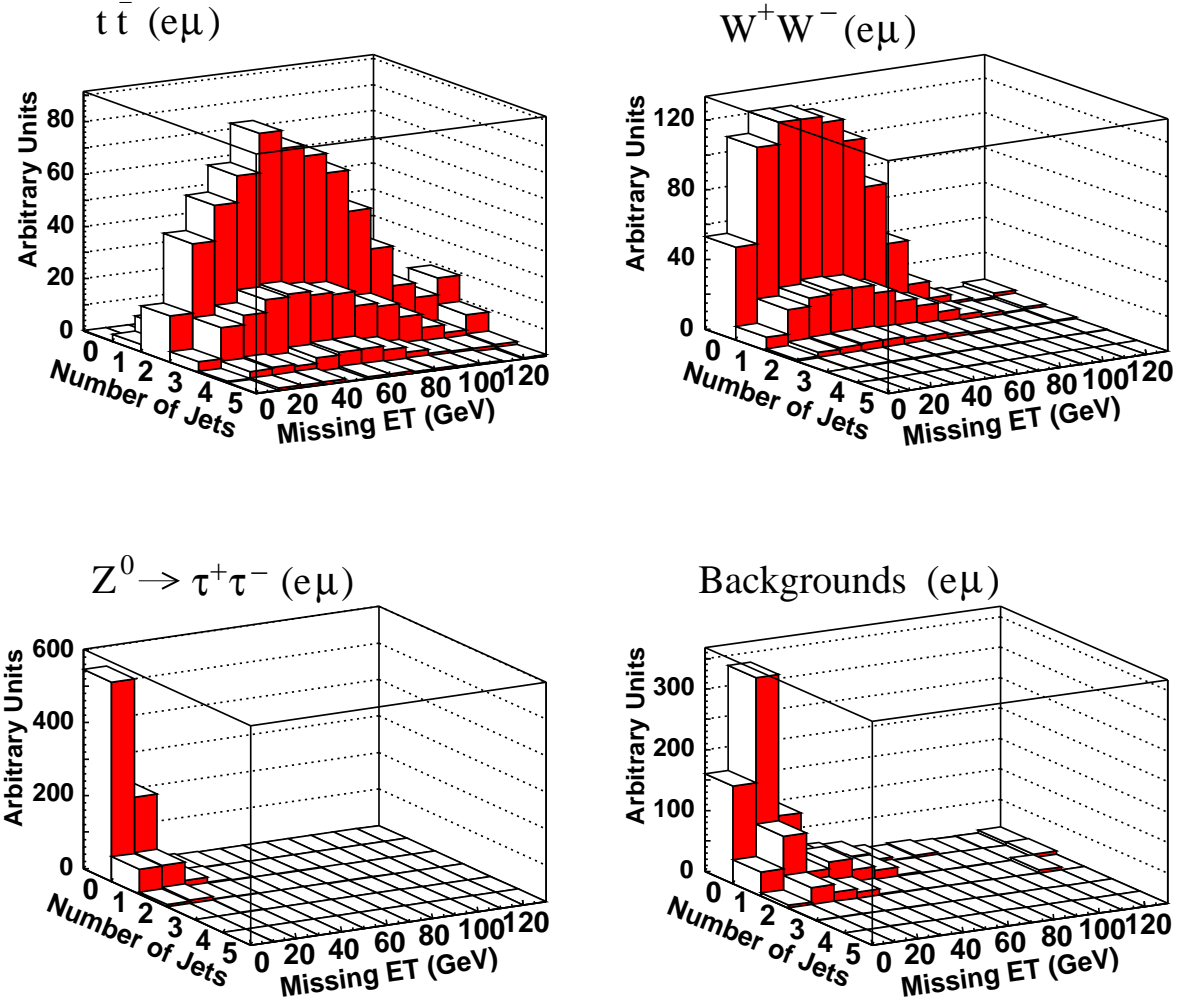 t t̄ (eμ)
Arbitrary Units
80
60
40
20
0
0 1 2 3 4 5
Number of Jets
0 20 40 60 80 100 120
Missing ET (GeV)
W⁺W⁻ (eμ)
Arbitrary Units
120
80
40
0
0 1 2 3 4 5
Number of Jets
0 20 40 60 80 100 120
Missing ET (GeV)
Z⁰→ τ⁺τ⁻ (eμ)
Arbitrary Units
600
400
200
0
0 1 2 3 4 5
Number of Jets
0 20 40 60 80 100 120
Missing ET (GeV)
Backgrounds (eμ)
Arbitrary Units
300
200
100
0
0 1 2 3 4 5
Number of Jets
0 20 40 60 80 100 120
Missing ET (GeV)